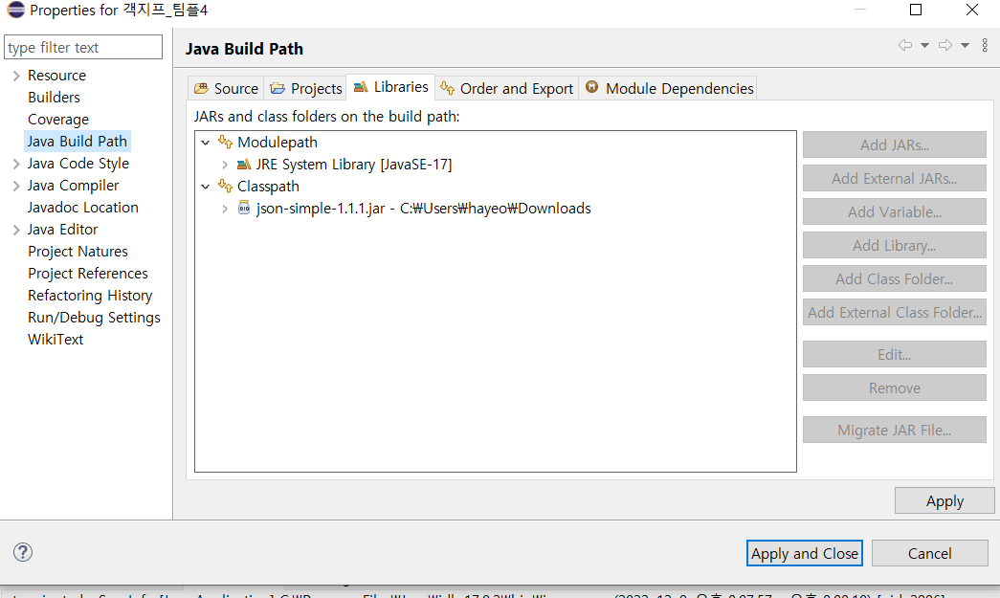 Properties for 객지프_팀플4
type filter text
Java Build Path
Resource
Builders
Coverage
Java Build Path
Java Code Style
Java Compiler
Javadoc Location
Java Editor
Project Natures
Project References
Refactoring History
Run/Debug Settings
WikiText
Source
Projects
Libraries
Order and Export
Module Dependencies
JARs and class folders on the build path:
Modulepath
JRE System Library [JavaSE-17]
Classpath
json-simple-1.1.1.jar - C:₩Users₩hayeo₩Downloads
Add JARs...
Add External JARs...
Add Variable...
Add Library...
Add Class Folder...
Add External Class Folder...
Edit...
Remove
Migrate JAR File...
Apply
?
Apply and Close
Cancel